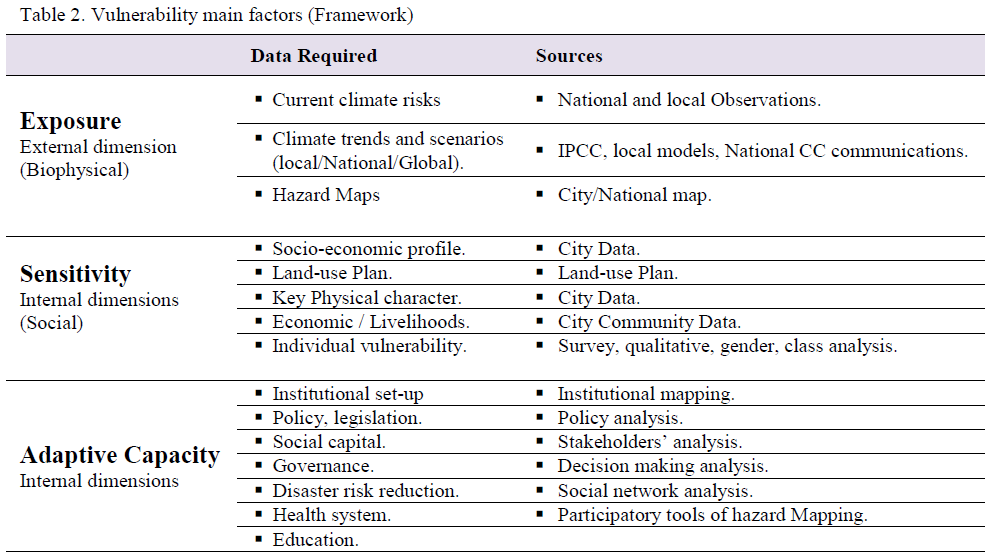 Table 2. Vulnerability main factors (Framework)
Data Required Sources
Exposure
External dimension
(Biophysical)
▪ Current climate risks ▪ National and local Observations.
▪ Climate trends and scenarios
(local/National/Global). ▪ IPCC, local models, National CC communications.
▪ Hazard Maps ▪ City/National map.
Sensitivity
Internal dimensions
(Social)
▪ Socio-economic profile. ▪ City Data.
▪ Land-use Plan. ▪ Land-use Plan.
▪ Key Physical character. ▪ City Data.
▪ Economic / Livelihoods. ▪ City Community Data.
▪ Individual vulnerability. ▪ Survey, qualitative, gender, class analysis.
Adaptive Capacity
Internal dimensions
▪ Institutional set-up ▪ Institutional mapping.
▪ Policy, legislation. ▪ Policy analysis.
▪ Social capital. ▪ Stakeholders’ analysis.
▪ Governance. ▪ Decision making analysis.
▪ Disaster risk reduction. ▪ Social network analysis.
▪ Health system. ▪ Participatory tools of hazard Mapping.
▪ Education.